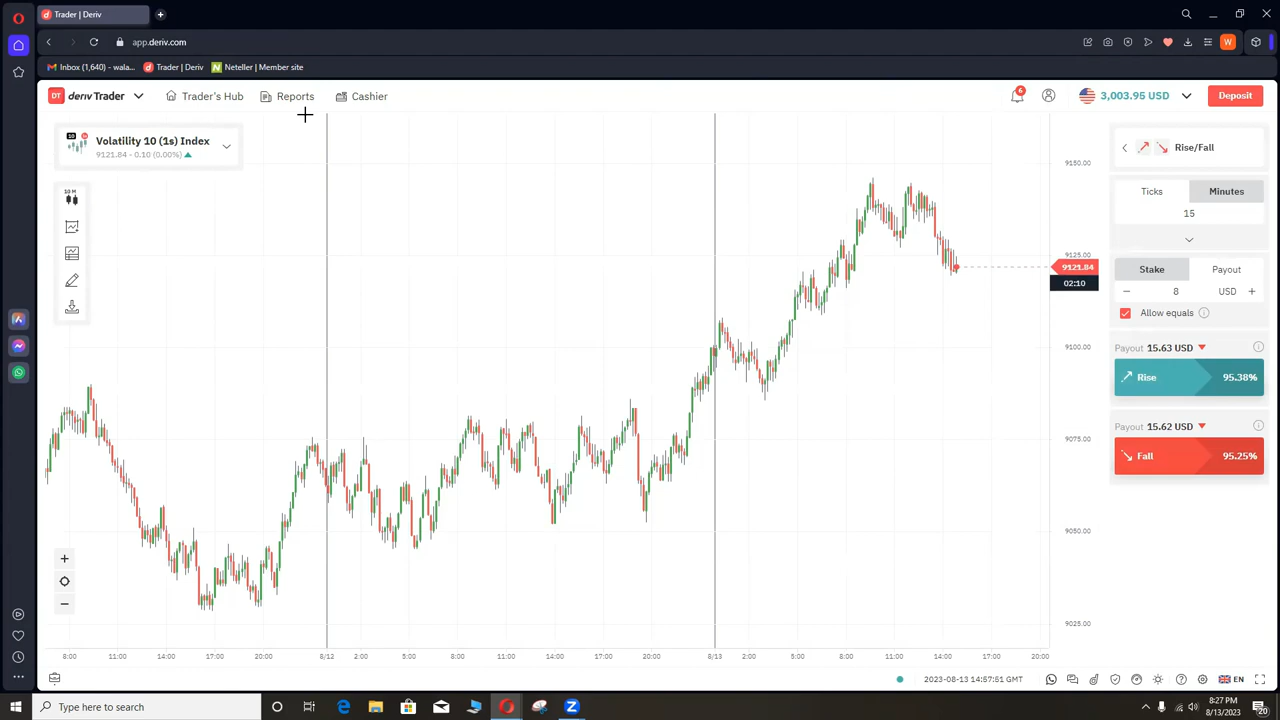 Trader | Deriv
app.deriv.com
Inbox (1,640) - wala...
Trader | Deriv
Neteller | Member site
W
DT deriv Trader
Trader's Hub
Reports
Cashier
6
3,003.95 USD
Deposit
10
1s
Volatility 10 (1s) Index
9121.84 - 0.10 (0.00%)
10 M
Rise/Fall
Ticks
Minutes
15
Stake
Payout
− 8 USD +
Allow equals
Payout 15.63 USD
Rise 95.38%
Payout 15.62 USD
Fall 95.25%
9150.00
9125.00
9121.84
02:10
9100.00
9075.00
9050.00
9025.00
8:00 11:00 14:00 17:00 20:00 8/12 2:00 5:00 8:00 11:00 14:00 17:00 20:00 8/13 2:00 5:00 8:00 11:00 14:00 17:00 20:00
2023-08-13 14:57:51 GMT
EN
Type here to search
8:27 PM
8/13/2023
20